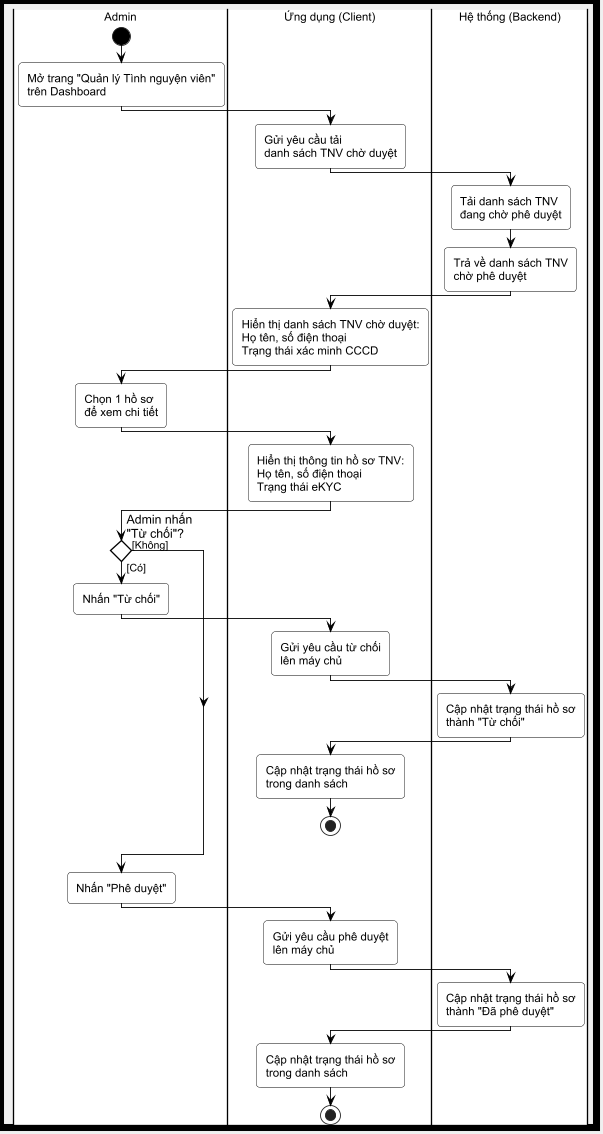 Admin
Ứng dụng (Client)
Hệ thống (Backend)
Mở trang "Quản lý Tình nguyện viên"
trên Dashboard
Gửi yêu cầu tải
danh sách TNV chờ duyệt
Tải danh sách TNV
đang chờ phê duyệt
Trả về danh sách TNV
chờ phê duyệt
Hiển thị danh sách TNV chờ duyệt:
Họ tên, số điện thoại
Trạng thái xác minh CCCD
Chọn 1 hồ sơ
để xem chi tiết
Hiển thị thông tin hồ sơ TNV:
Họ tên, số điện thoại
Trạng thái eKYC
Admin nhấn
"Từ chối"?
[Không]
[Có]
Nhấn "Từ chối"
Gửi yêu cầu từ chối
lên máy chủ
Cập nhật trạng thái hồ sơ
thành "Từ chối"
Cập nhật trạng thái hồ sơ
trong danh sách
Nhấn "Phê duyệt"
Gửi yêu cầu phê duyệt
lên máy chủ
Cập nhật trạng thái hồ sơ
thành "Đã phê duyệt"
Cập nhật trạng thái hồ sơ
trong danh sách